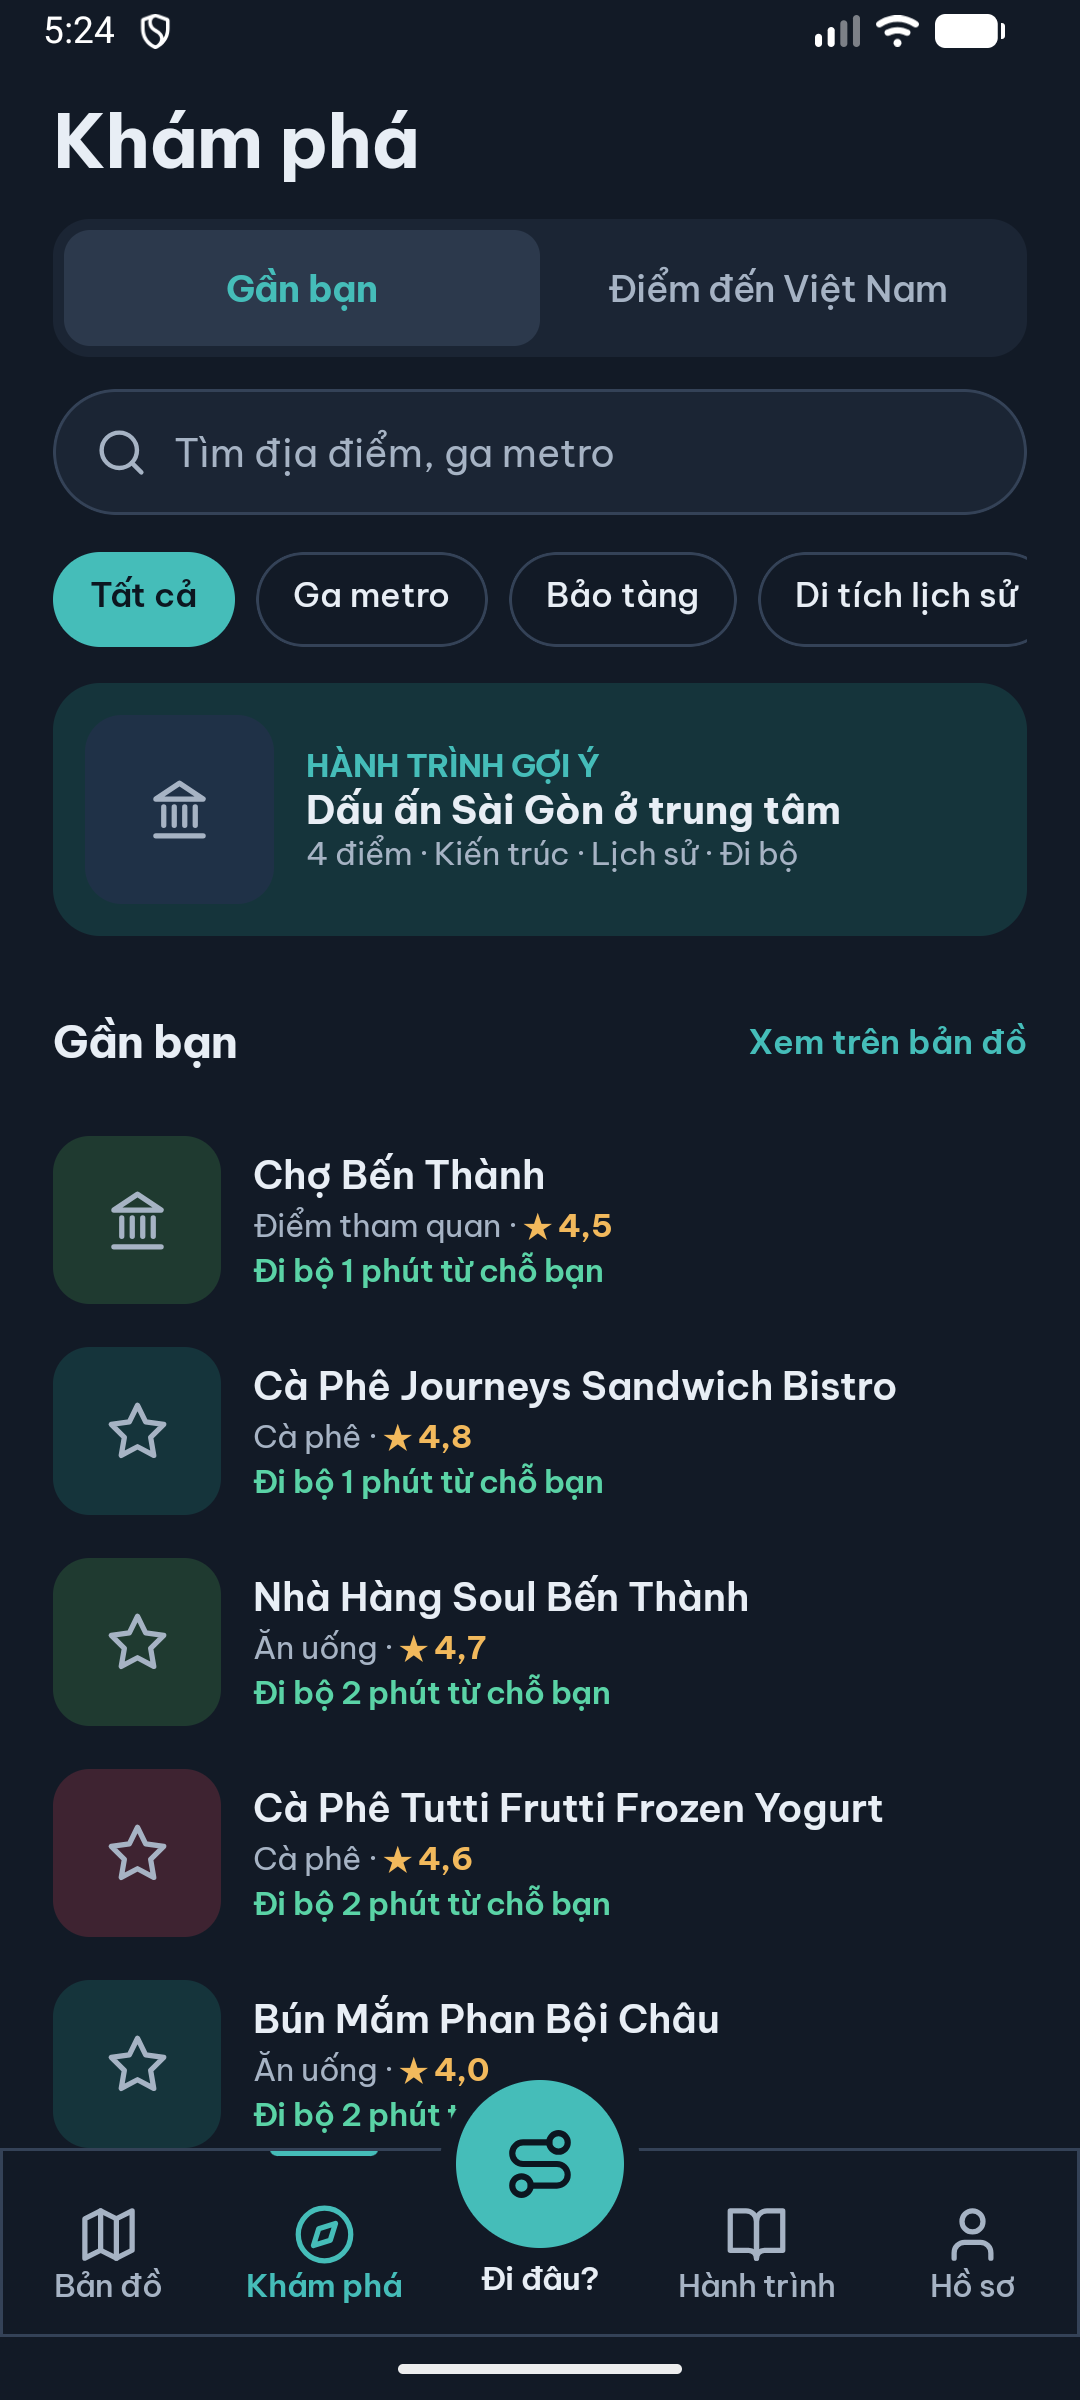 5:24
Khám phá
Gần bạn
Điểm đến Việt Nam
Tìm địa điểm, ga metro
Tất cả
Ga metro
Bảo tàng
Di tích lịch sử
HÀNH TRÌNH GỢI Ý
Dấu ấn Sài Gòn ở trung tâm
4 điểm · Kiến trúc · Lịch sử · Đi bộ
Gần bạn
Xem trên bản đồ
Chợ Bến Thành
Điểm tham quan · ★ 4,5
Đi bộ 1 phút từ chỗ bạn
Cà Phê Journeys Sandwich Bistro
Cà phê · ★ 4,8
Đi bộ 1 phút từ chỗ bạn
Nhà Hàng Soul Bến Thành
Ăn uống · ★ 4,7
Đi bộ 2 phút từ chỗ bạn
Cà Phê Tutti Frutti Frozen Yogurt
Cà phê · ★ 4,6
Đi bộ 2 phút từ chỗ bạn
Bún Mắm Phan Bội Châu
Ăn uống · ★ 4,0
Đi bộ 2 phút
Bản đồ
Khám phá
Đi đâu?
Hành trình
Hồ sơ